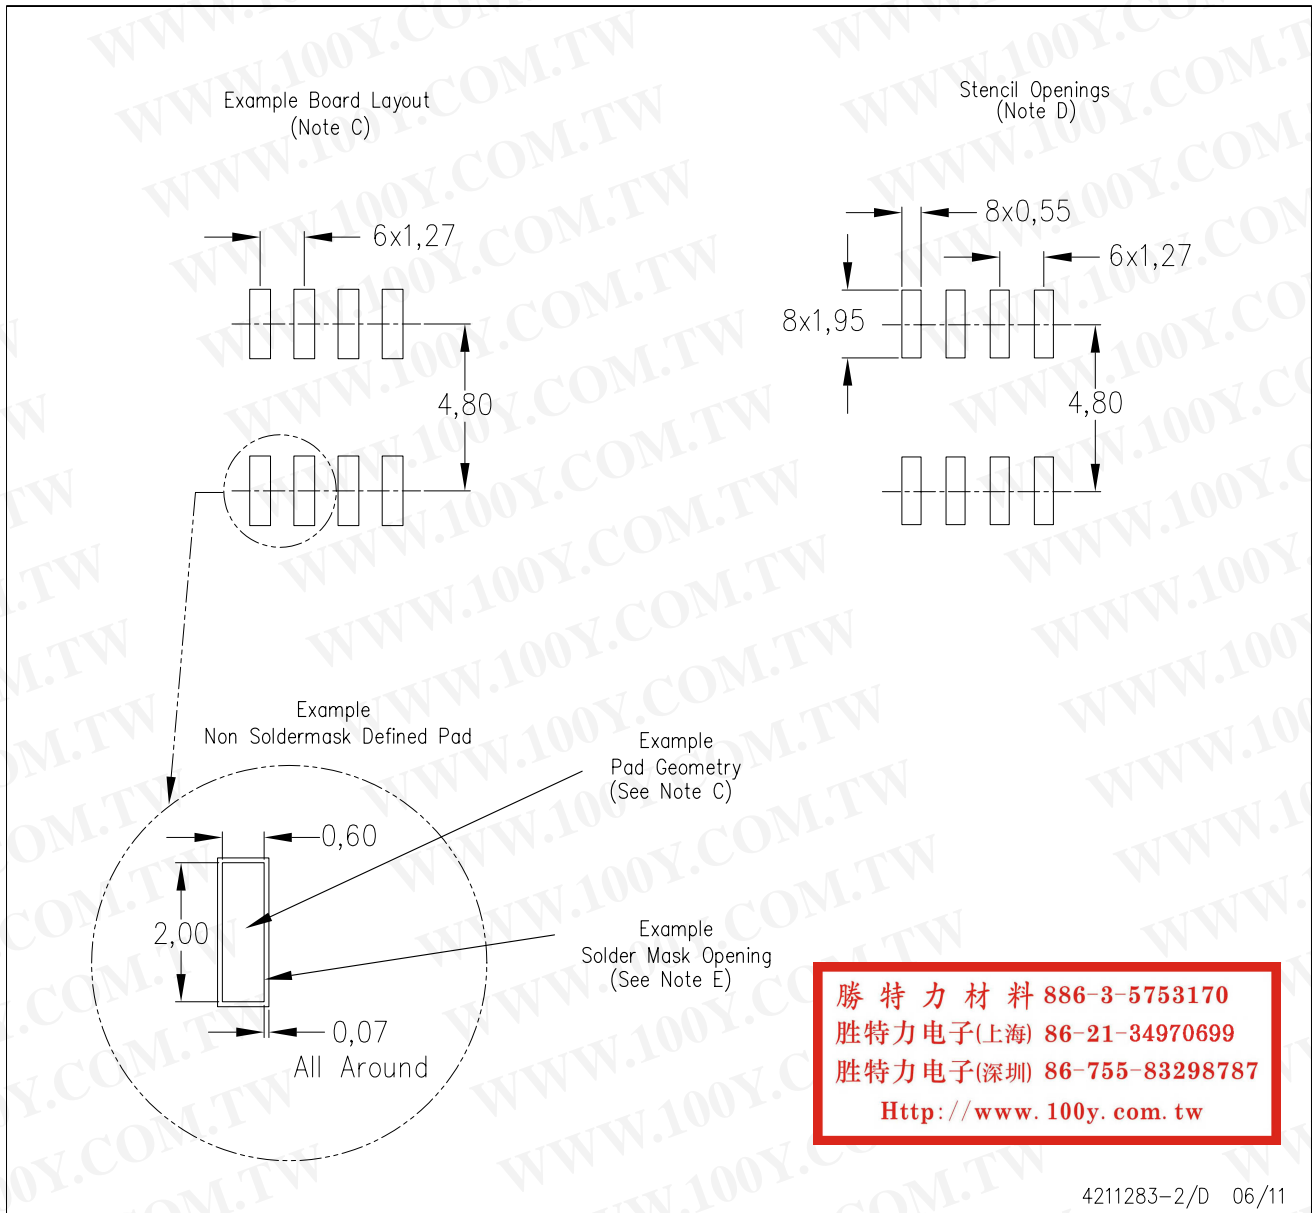 Example Board Layout
(Note C)
Stencil Openings
(Note D)
6x1,27
4,80
8x0,55
6x1,27
8x1,95
4,80
Example
Non Soldermask Defined Pad
Example
Pad Geometry
(See Note C)
0,60
2,00
Example
Solder Mask Opening
(See Note E)
0,07
All Around
勝特力材料 886-3-5753170
胜特力电子(上海) 86-21-34970699
胜特力电子(深圳) 86-755-83298787
Http://www.100y.com.tw
4211283-2/D 06/11
WWW.100Y.COM.TW